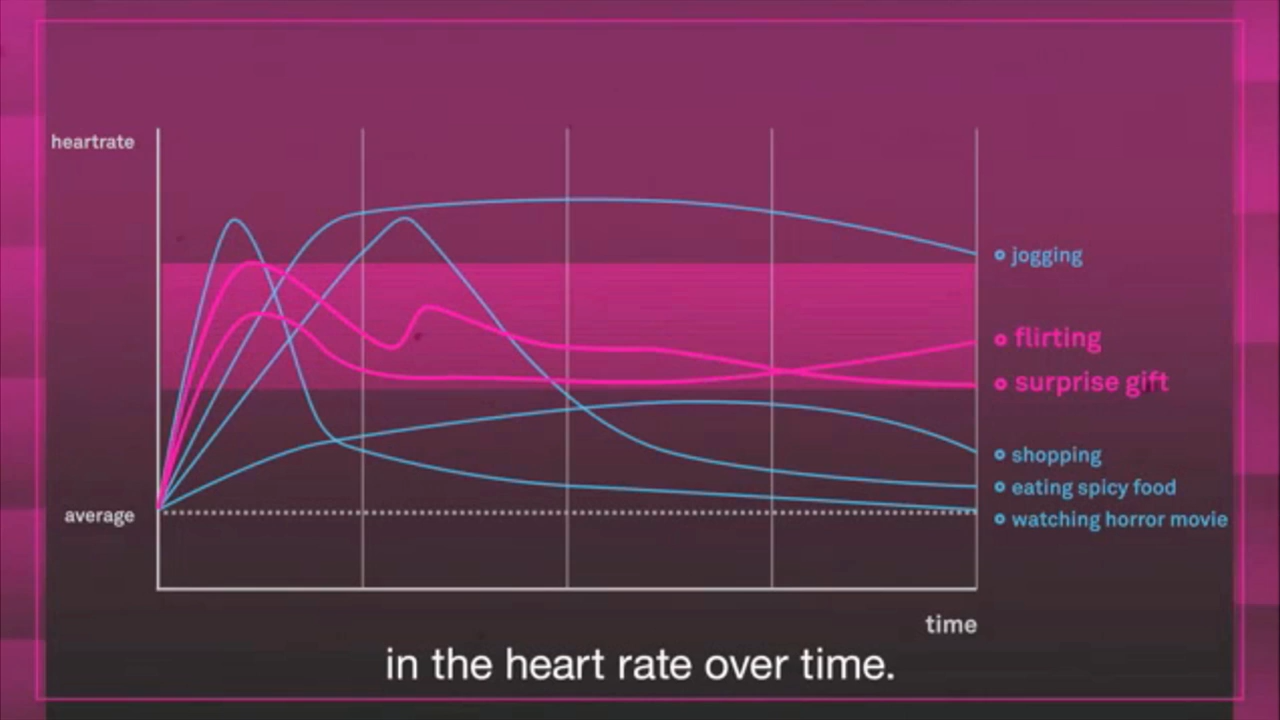 heartrate
jogging
flirting
surprise gift
shopping
eating spicy food
average
watching horror movie
time
in the heart rate over time.